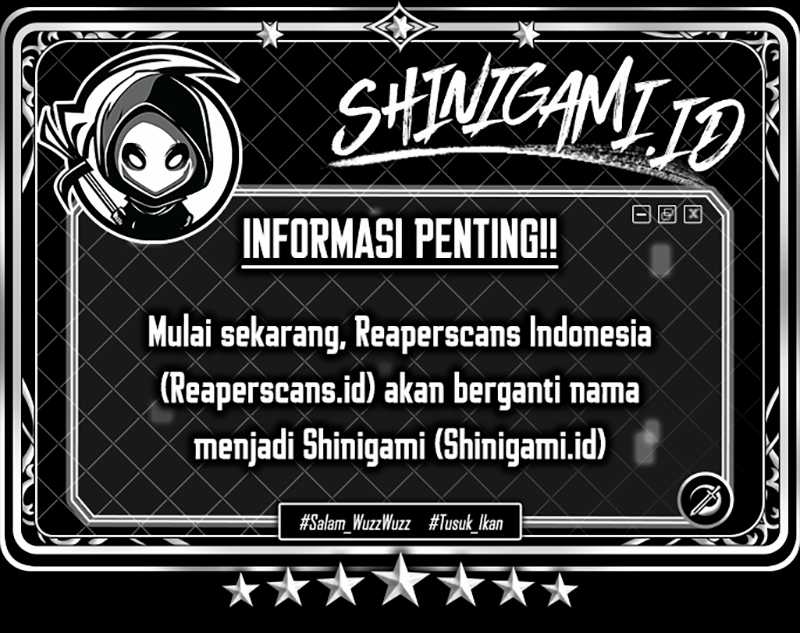 SHINIGAMI.ID
INFORMASI PENTING!!
Mulai sekarang, Reaperscans Indonesia
(Reaperscans.id) akan berganti nama
menjadi Shinigami (Shinigami.id)
#Salam_WuzzWuzz #Tusuk_Ikan